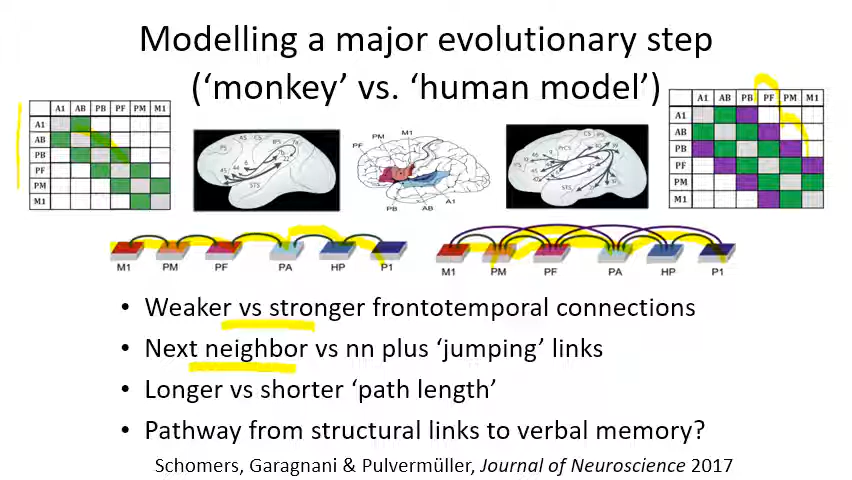 Modelling a major evolutionary step
('monkey' vs. 'human model')
A1 AB PB PF PM M1
A1
AB
PB
PF
PM
M1
PF
PM
M1
PB
AB
A1
A1 AB PB PF PM M1
A1
AB
PB
PF
PM
M1
M1 PM PF PA HP P1
M1 PM PF PA HP P1
• Weaker vs stronger frontotemporal connections
• Next neighbor vs nn plus 'jumping' links
• Longer vs shorter 'path length'
• Pathway from structural links to verbal memory?
Schomers, Garagnani & Pulvermüller, Journal of Neuroscience 2017